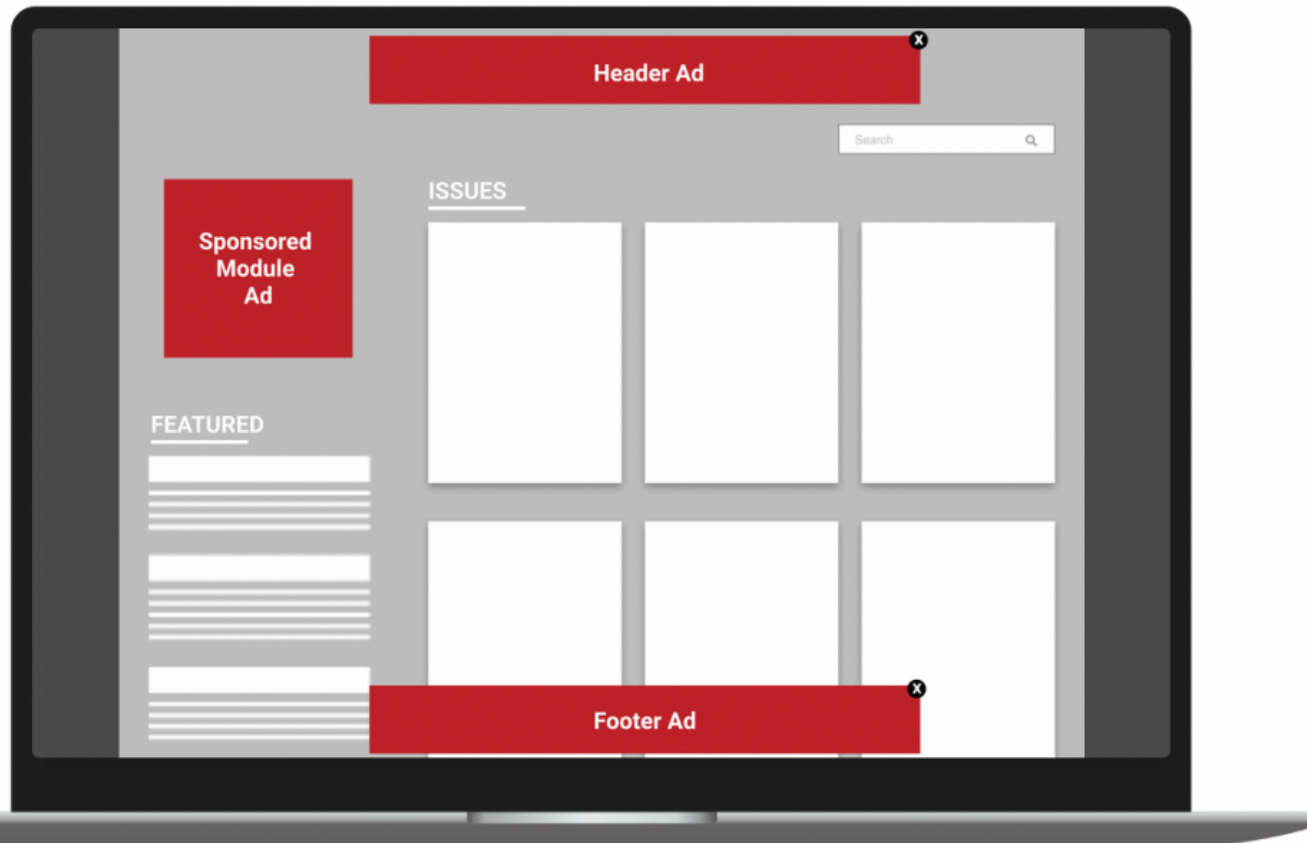 X
Header Ad
Search
Sponsored
Module
Ad
ISSUES
FEATURED
X
Footer Ad